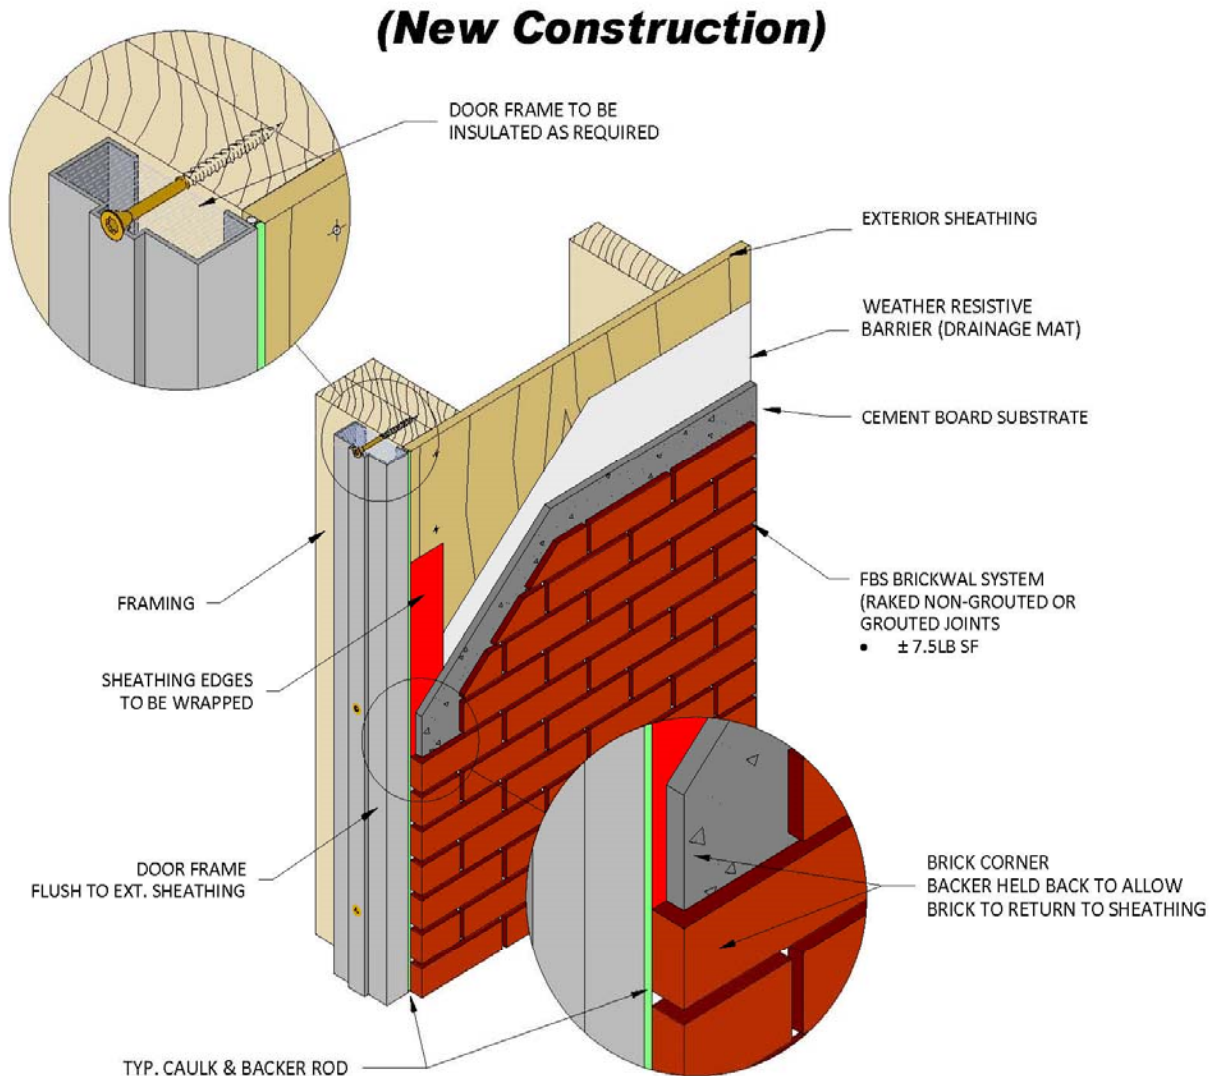 (New Construction)
DOOR FRAME TO BE
INSULATED AS REQUIRED
EXTERIOR SHEATHING
WEATHER RESISTIVE
BARRIER (DRAINAGE MAT)
CEMENT BOARD SUBSTRATE
FBS BRICKWAL SYSTEM
(RAKED NON-GROUTED OR
GROUTED JOINTS
• ± 7.5LB SF
FRAMING
SHEATHING EDGES
TO BE WRAPPED
DOOR FRAME
FLUSH TO EXT. SHEATHING
BRICK CORNER
BACKER HELD BACK TO ALLOW
BRICK TO RETURN TO SHEATHING
TYP. CAULK & BACKER ROD